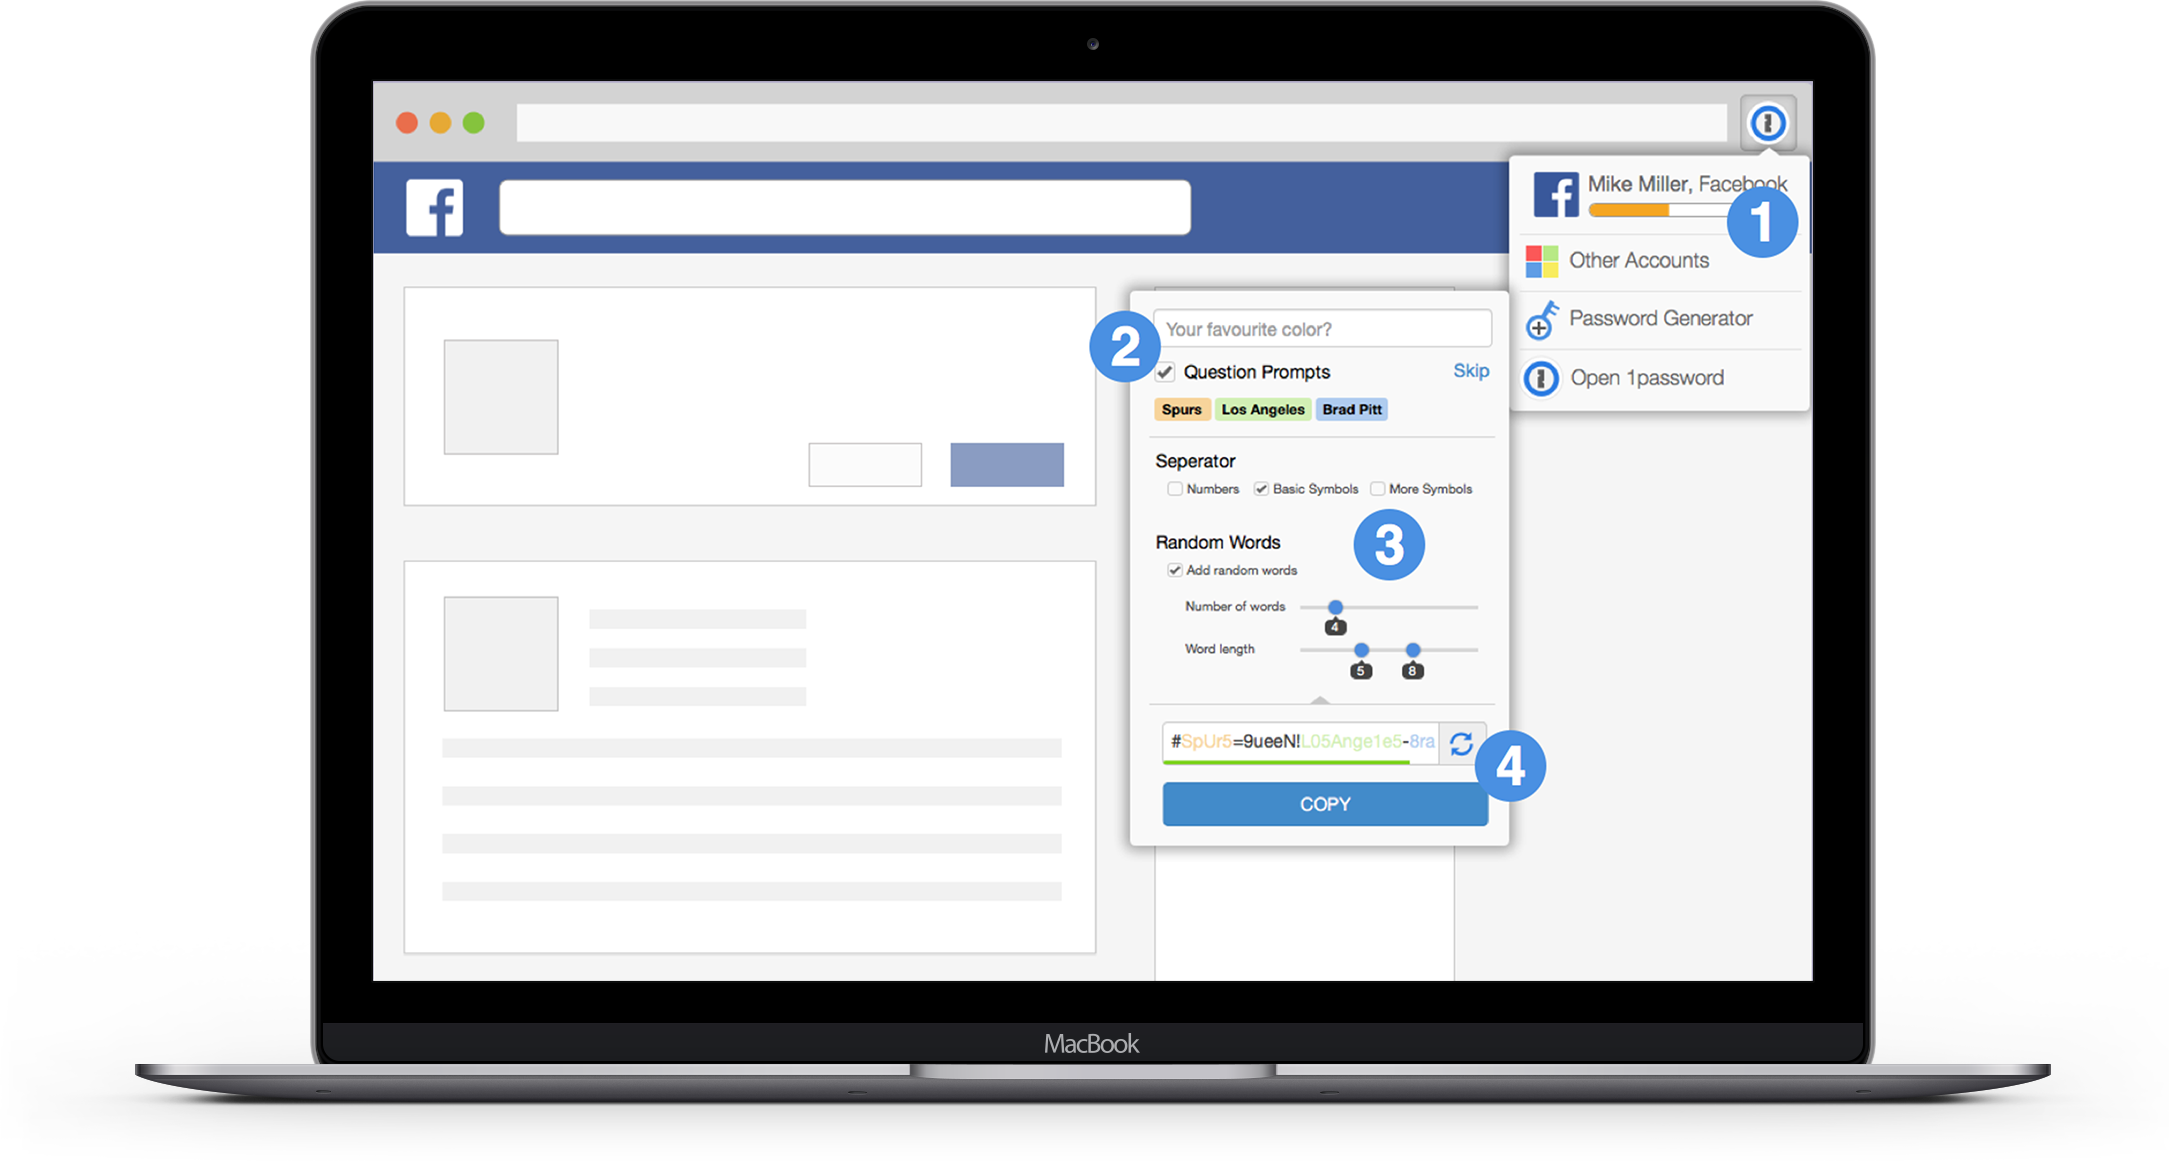 Mike Miller, Facebook
1
Other Accounts
Password Generator
Open 1password
2
Your favourite color?
Question Prompts Skip
Spurs Los Angeles Brad Pitt
Seperator
Numbers Basic Symbols More Symbols
3
Random Words
Add random words
Number of words
4
Word length
5 8
#SpUr5=9ueeN!L05Ange1e5-8ra
4
COPY
MacBook